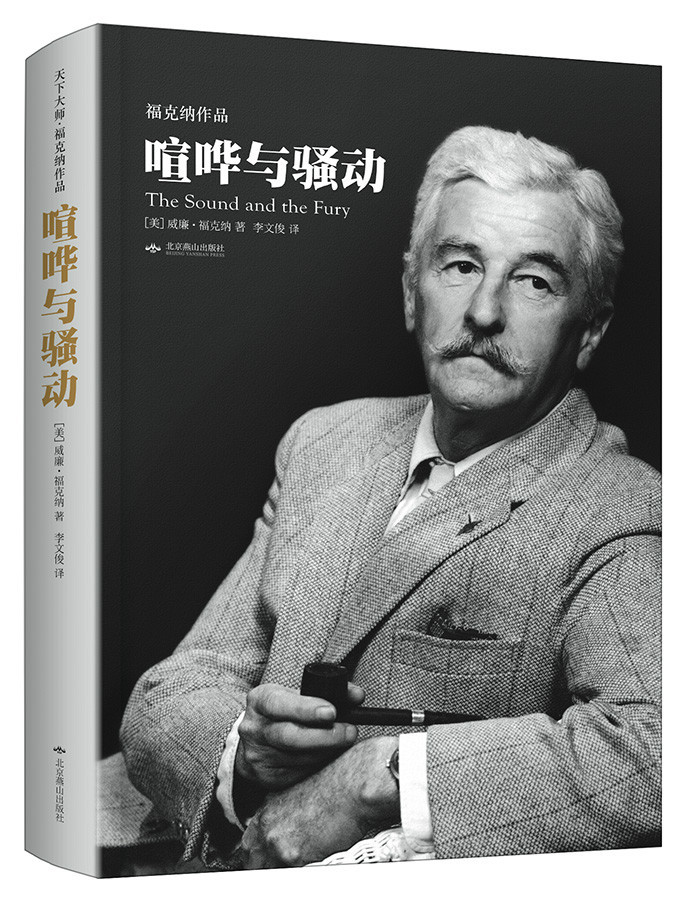 天下大师·福克纳作品
喧哗与骚动
[美]威廉·福克纳 著 李文俊 译
北京燕山出版社
福克纳作品
喧哗与骚动
The Sound and the Fury
[美]威廉·福克纳 著 李文俊 译
北京燕山出版社
BEIJING YANSHAN PRESS